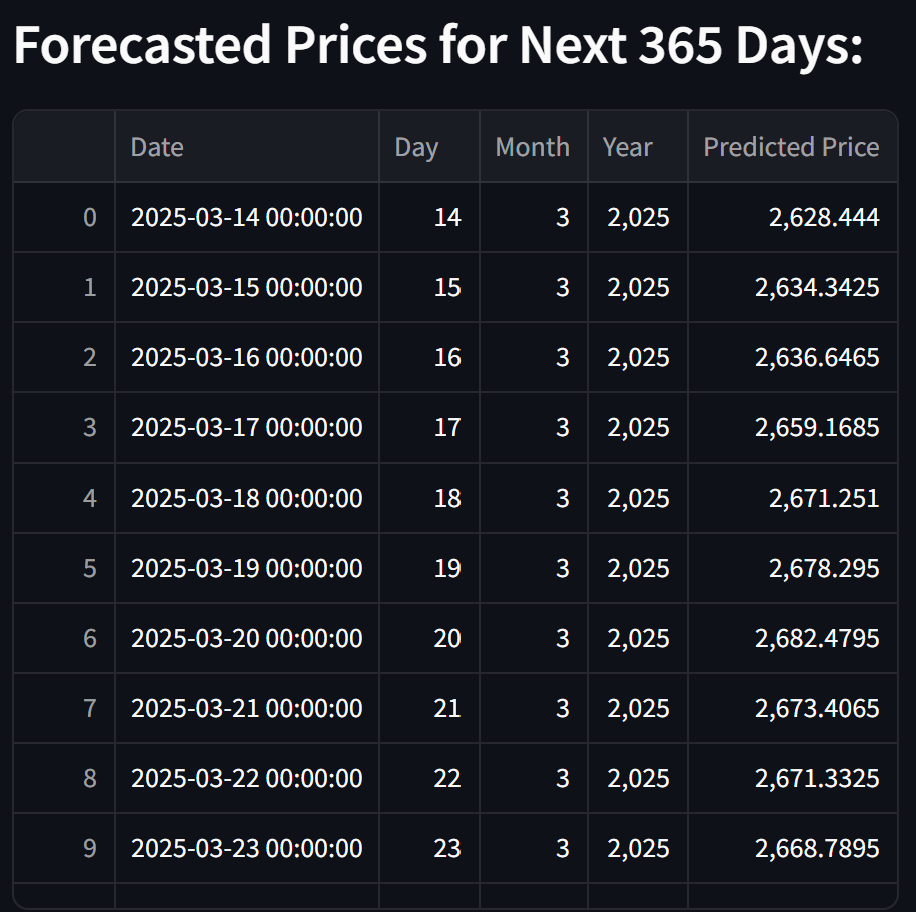 Forecasted Prices for Next 365 Days:
Date Day Month Year Predicted Price
0 2025-03-14 00:00:00 14 3 2,025 2,628.444
1 2025-03-15 00:00:00 15 3 2,025 2,634.3425
2 2025-03-16 00:00:00 16 3 2,025 2,636.6465
3 2025-03-17 00:00:00 17 3 2,025 2,659.1685
4 2025-03-18 00:00:00 18 3 2,025 2,671.251
5 2025-03-19 00:00:00 19 3 2,025 2,678.295
6 2025-03-20 00:00:00 20 3 2,025 2,682.4795
7 2025-03-21 00:00:00 21 3 2,025 2,673.4065
8 2025-03-22 00:00:00 22 3 2,025 2,671.3325
9 2025-03-23 00:00:00 23 3 2,025 2,668.7895